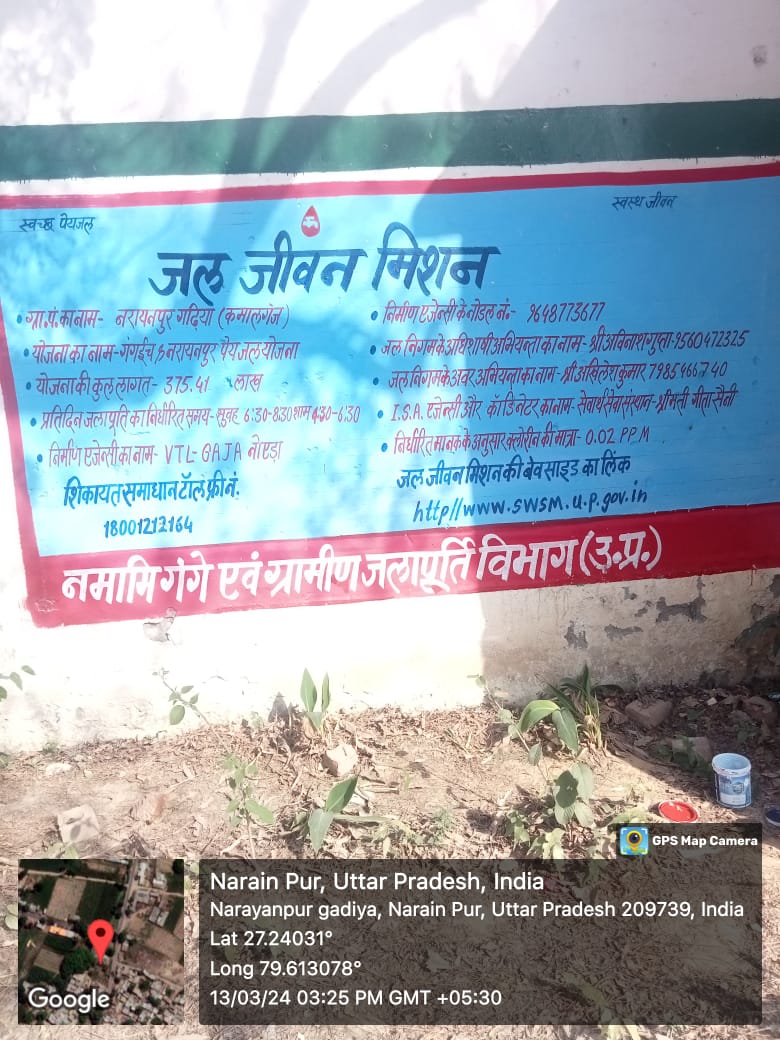 स्वच्छ पेयजल
स्वस्थ जीवन
जल जीवन मिशन
• ग्रा.पं.का नाम- नरायनपुर गढिया (कमालगंज)
• योजना का नाम- गंगईच & नरायनपुर पेय जल योजना
• योजना की कुल लागत- 375.41 लाख
• प्रतिदिन जलापूर्ति का निर्धारित समय- सुबह 6:30-8:30 शाम 4:30-6:30
• निर्माण एजेन्सी का नाम- VTL-GAJA नोएडा
शिकायत समाधान टॉल फ्री नं.
18001212164
• निर्माण एजेन्सी के नोडल नं.- 9648773677
• जल निगम के अधिशाषी अभियन्ता का नाम- श्री अविनाश गुप्ता-9560472325
• जल निगम के अवर अभियन्ता का नाम- श्री अखिलेश कुमार 7985466740
• I.S.A. एजेन्सी और कॉडिनेटर का नाम- सेवार्थ सेवा संस्थान- श्रीमती गीता सैनी
• निर्धारित मानक के अनुसार क्लोरीन की मात्रा- 0.02 PPM
जल जीवन मिशन की बेव साइड का लिंक
http//www.swsm.u.p.gov.in
नमामि गंगे एवं ग्रामीण जलापूर्ति विभाग (उ.प्र.)
GPS Map Camera
Narain Pur, Uttar Pradesh, India
Narayanpur gadiya, Narain Pur, Uttar Pradesh 209739, India
Lat 27.24031°
Long 79.613078°
13/03/24 03:25 PM GMT +05:30
Google